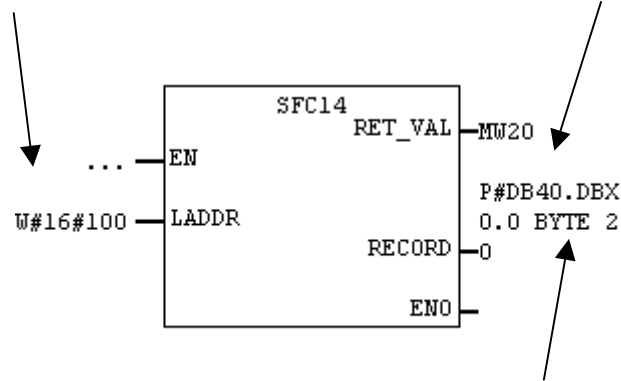 SFC14
RET_VAL MW20
... EN
P#DB40.DBX
W#16#100 LADDR 0.0 BYTE 2
RECORD 0
ENO